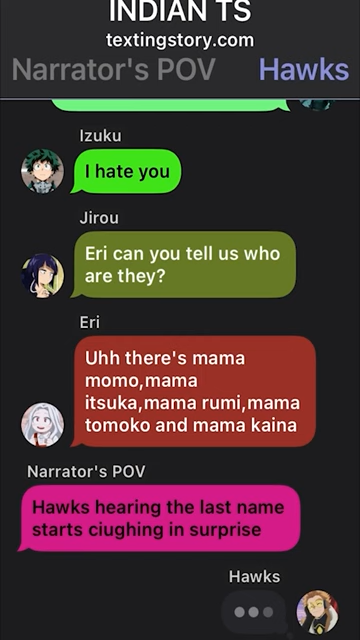 INDIAN TS
textingstory.com
Narrator's POV Hawks
Izuku
I hate you
Jirou
Eri can you tell us who
are they?
Eri
Uhh there's mama
momo,mama
itsuka,mama rumi,mama
tomoko and mama kaina
Narrator's POV
Hawks hearing the last name
starts ciughing in surprise
Hawks